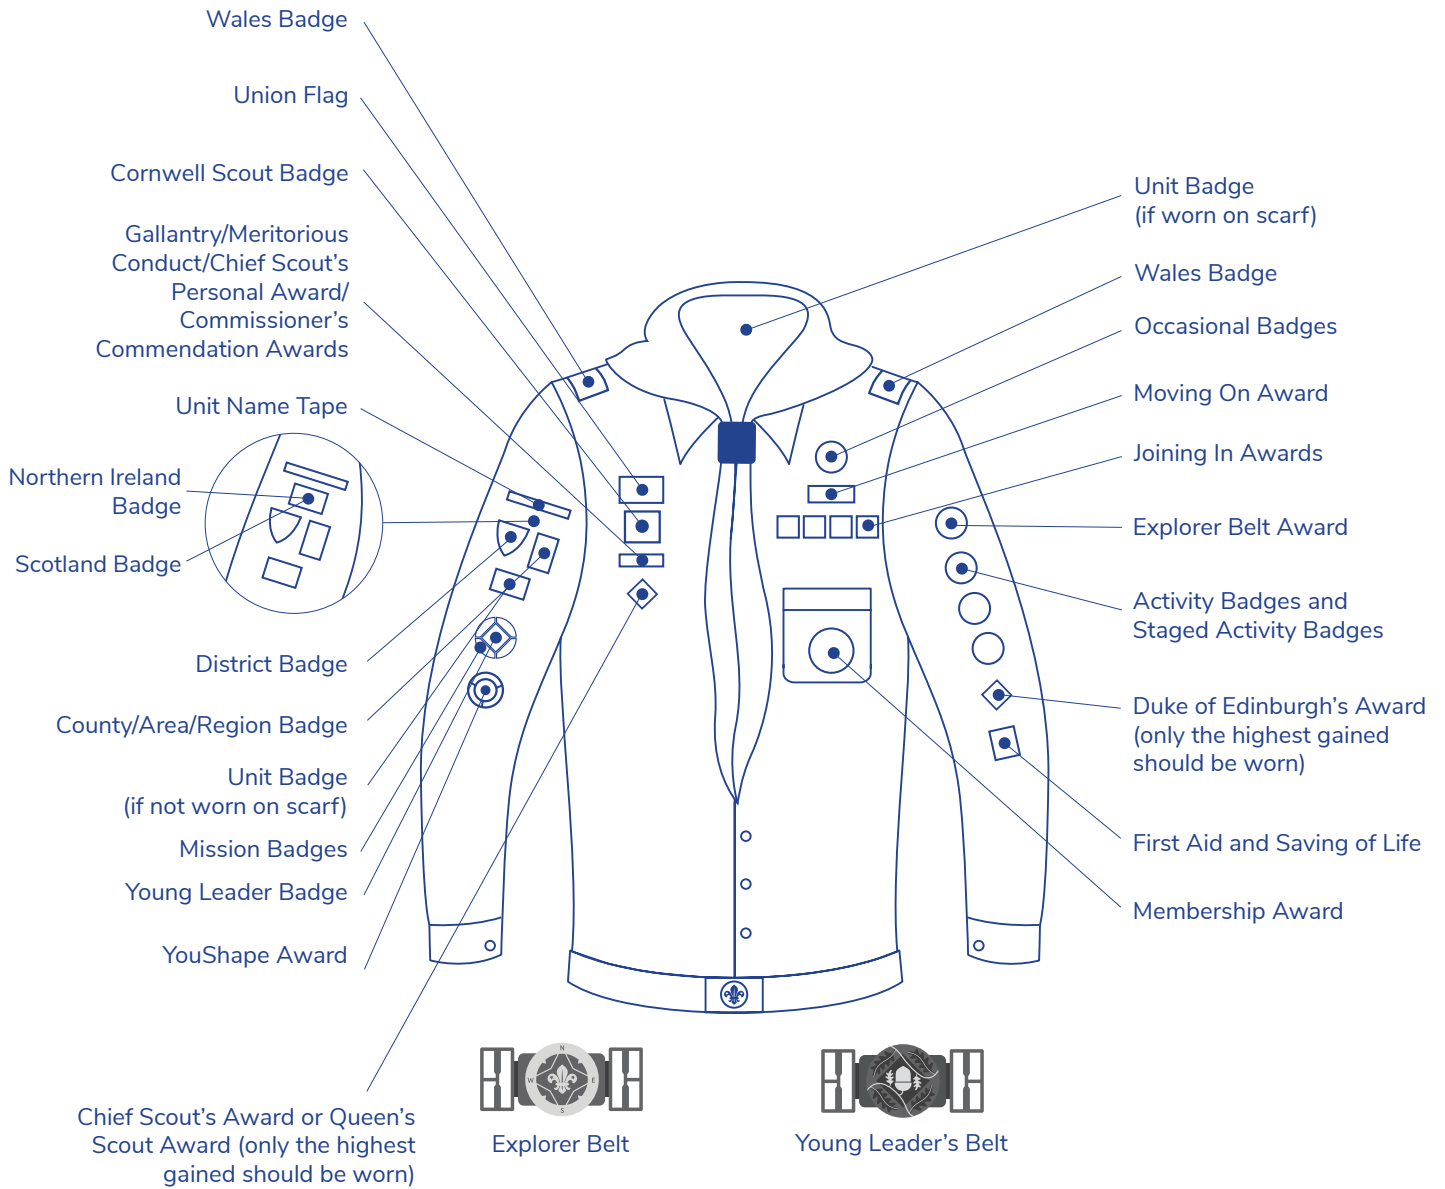 Wales Badge
Union Flag
Cornwell Scout Badge
Gallantry/Meritorious
Conduct/Chief Scout’s
Personal Award/
Commissioner’s
Commendation Awards
Unit Name Tape
Northern Ireland
Badge
Scotland Badge
District Badge
County/Area/Region Badge
Unit Badge
(if not worn on scarf)
Mission Badges
Young Leader Badge
YouShape Award
Chief Scout’s Award or Queen’s
Scout Award (only the highest
gained should be worn)
Unit Badge
(if worn on scarf)
Wales Badge
Occasional Badges
Moving On Award
Joining In Awards
Explorer Belt Award
Activity Badges and
Staged Activity Badges
Duke of Edinburgh’s Award
(only the highest gained
should be worn)
First Aid and Saving of Life
Membership Award
N
W E
S
Explorer Belt
Young Leader’s Belt